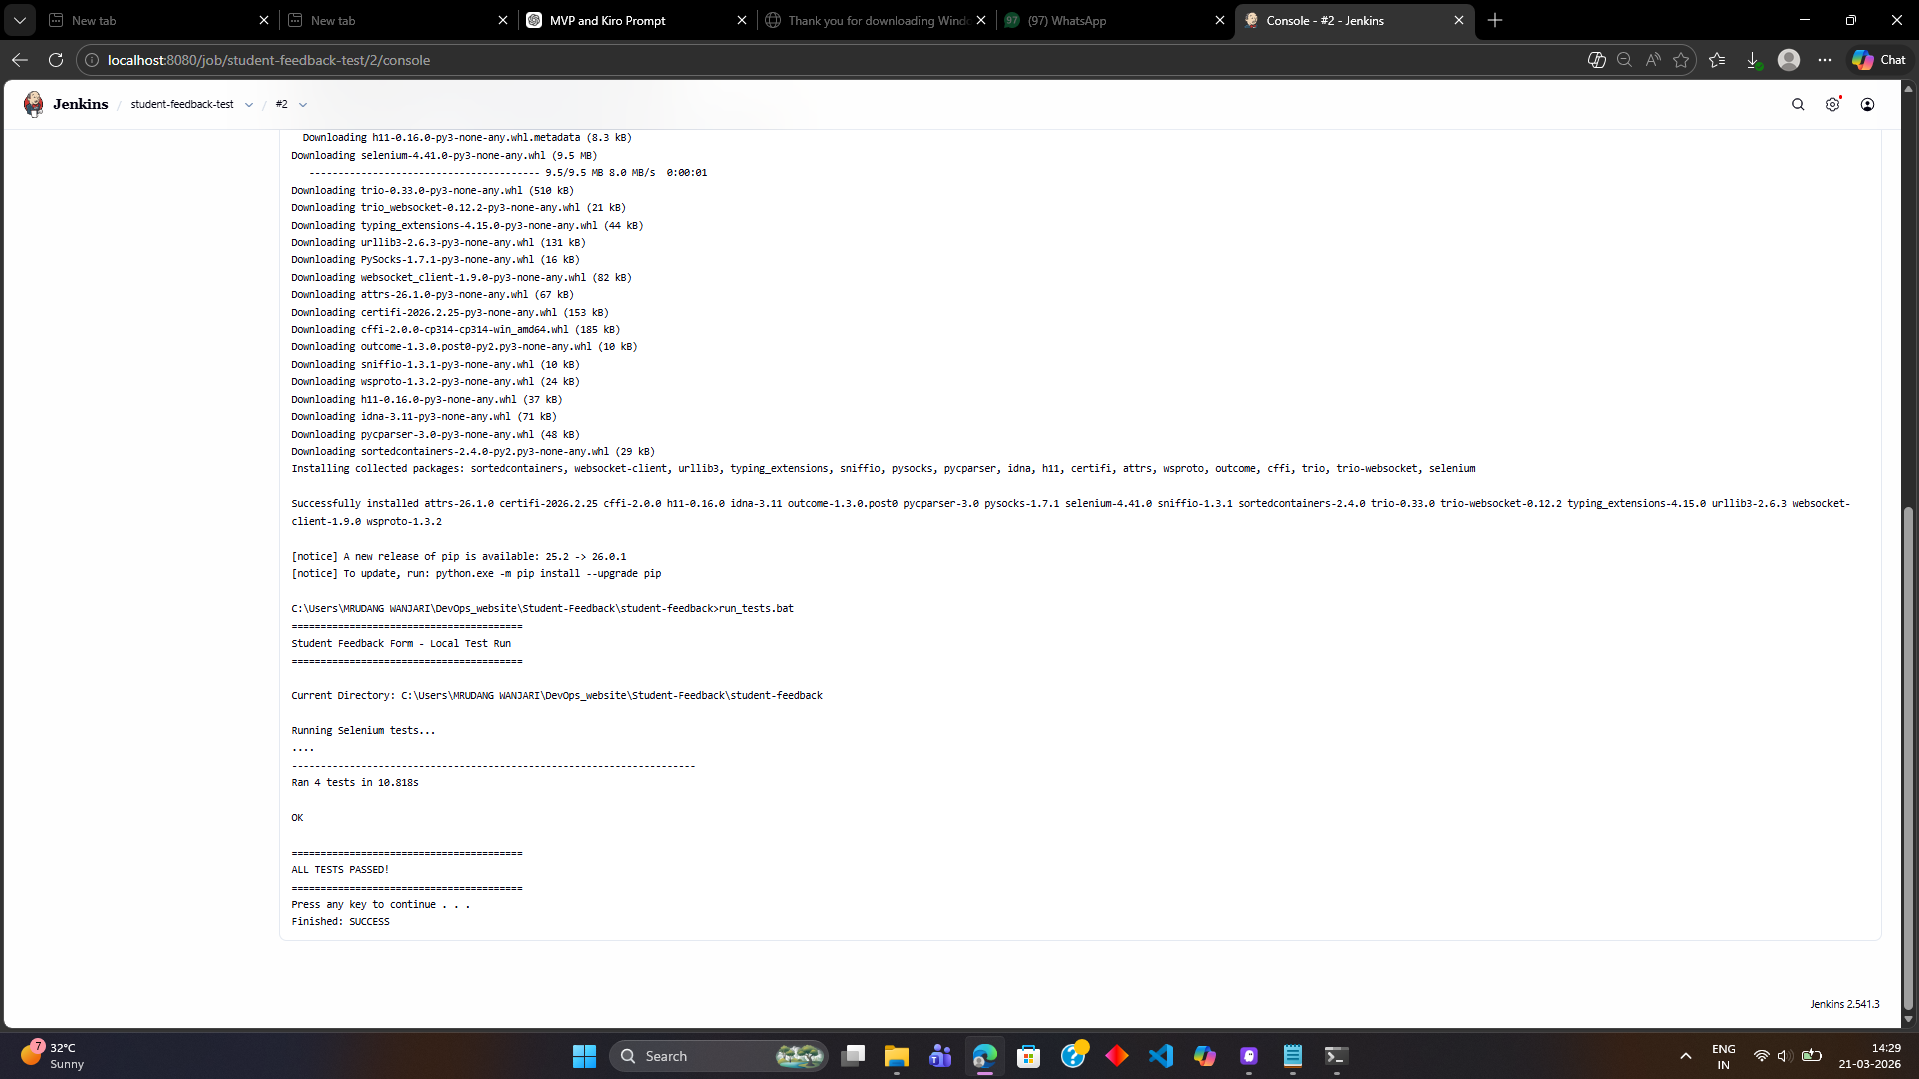 New tab
New tab
MVP and Kiro Prompt
Thank you for downloading Wind
(97) WhatsApp
Console - #2 - Jenkins
localhost:8080/job/student-feedback-test/2/console
Chat
Jenkins / student-feedback-test / #2
Downloading h11-0.16.0-py3-none-any.whl.metadata (8.3 kB)
Downloading selenium-4.41.0-py3-none-any.whl (9.5 MB)
---------------------------------------- 9.5/9.5 MB 8.0 MB/s  0:00:01
Downloading trio-0.33.0-py3-none-any.whl (510 kB)
Downloading trio_websocket-0.12.2-py3-none-any.whl (21 kB)
Downloading typing_extensions-4.15.0-py3-none-any.whl (44 kB)
Downloading urllib3-2.6.3-py3-none-any.whl (131 kB)
Downloading PySocks-1.7.1-py3-none-any.whl (16 kB)
Downloading websocket_client-1.9.0-py3-none-any.whl (82 kB)
Downloading attrs-26.1.0-py3-none-any.whl (67 kB)
Downloading certifi-2026.2.25-py3-none-any.whl (153 kB)
Downloading cffi-2.0.0-cp314-cp314-win_amd64.whl (185 kB)
Downloading outcome-1.3.0.post0-py2.py3-none-any.whl (10 kB)
Downloading sniffio-1.3.1-py3-none-any.whl (10 kB)
Downloading wsproto-1.3.2-py3-none-any.whl (24 kB)
Downloading h11-0.16.0-py3-none-any.whl (37 kB)
Downloading idna-3.11-py3-none-any.whl (71 kB)
Downloading pycparser-3.0-py3-none-any.whl (48 kB)
Downloading sortedcontainers-2.4.0-py2.py3-none-any.whl (29 kB)
Installing collected packages: sortedcontainers, websocket-client, urllib3, typing_extensions, sniffio, pysocks, pycparser, idna, h11, certifi, attrs, wsproto, outcome, cffi, trio, trio-websocket, selenium
Successfully installed attrs-26.1.0 certifi-2026.2.25 cffi-2.0.0 h11-0.16.0 idna-3.11 outcome-1.3.0.post0 pycparser-3.0 pysocks-1.7.1 selenium-4.41.0 sniffio-1.3.1 sortedcontainers-2.4.0 trio-0.33.0 trio-websocket-0.12.2 typing_extensions-4.15.0 urllib3-2.6.3 websocket-
client-1.9.0 wsproto-1.3.2
[notice] A new release of pip is available: 25.2 -> 26.0.1
[notice] To update, run: python.exe -m pip install --upgrade pip
C:\Users\MRUDANG WANJARI\DevOps_website\Student-Feedback\student-feedback>run_tests.bat
========================================
Student Feedback Form - Local Test Run
========================================
Current Directory: C:\Users\MRUDANG WANJARI\DevOps_website\Student-Feedback\student-feedback
Running Selenium tests...
....
----------------------------------------------------------------------
Ran 4 tests in 10.818s
OK
========================================
ALL TESTS PASSED!
========================================
Press any key to continue . . .
Finished: SUCCESS
Jenkins 2.541.3
7
32°C
Sunny
Search
ENG
IN
14:29
21-03-2026